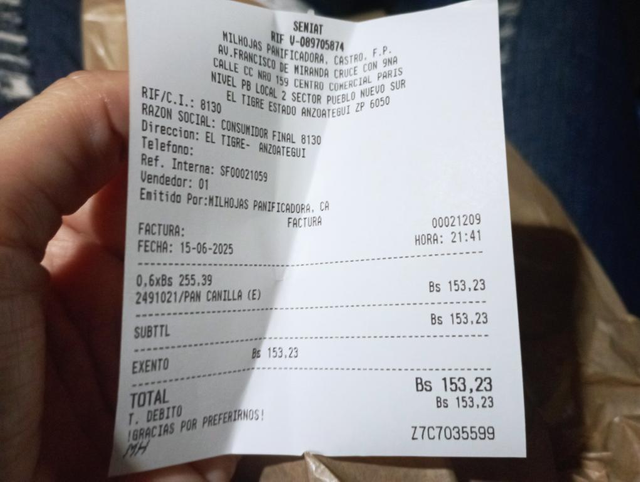 SENIAT
RIF V-089705874
MILHOJAS PANIFICADORA, CASTRO, F.P.
AV.FRANCISCO DE MIRANDA CRUCE CON 9NA
CALLE CC NRO 159 CENTRO COMERCIAL PARIS
NIVEL PB LOCAL 2 SECTOR PUEBLO NUEVO SUR
EL TIGRE ESTADO ANZOATEGUI ZP 6050
RIF/C.I.: 8130
RAZON SOCIAL: CONSUMIDOR FINAL 8130
Direccion: EL TIGRE- ANZOATEGUI
Telefono:
Ref. Interna: SF00021059
Vendedor: 01
Emitido Por:MILHOJAS PANIFICADORA, CA
FACTURA
FACTURA: 00021209
FECHA: 15-06-2025 HORA: 21:41
0,6xBs 255,39
2491021/PAN CANILLA (E) Bs 153,23
SUBTTL Bs 153,23
EXENTO Bs 153,23
TOTAL Bs 153,23
T. DEBITO Bs 153,23
!GRACIAS POR PREFERIRNOS!
MH Z7C7035599